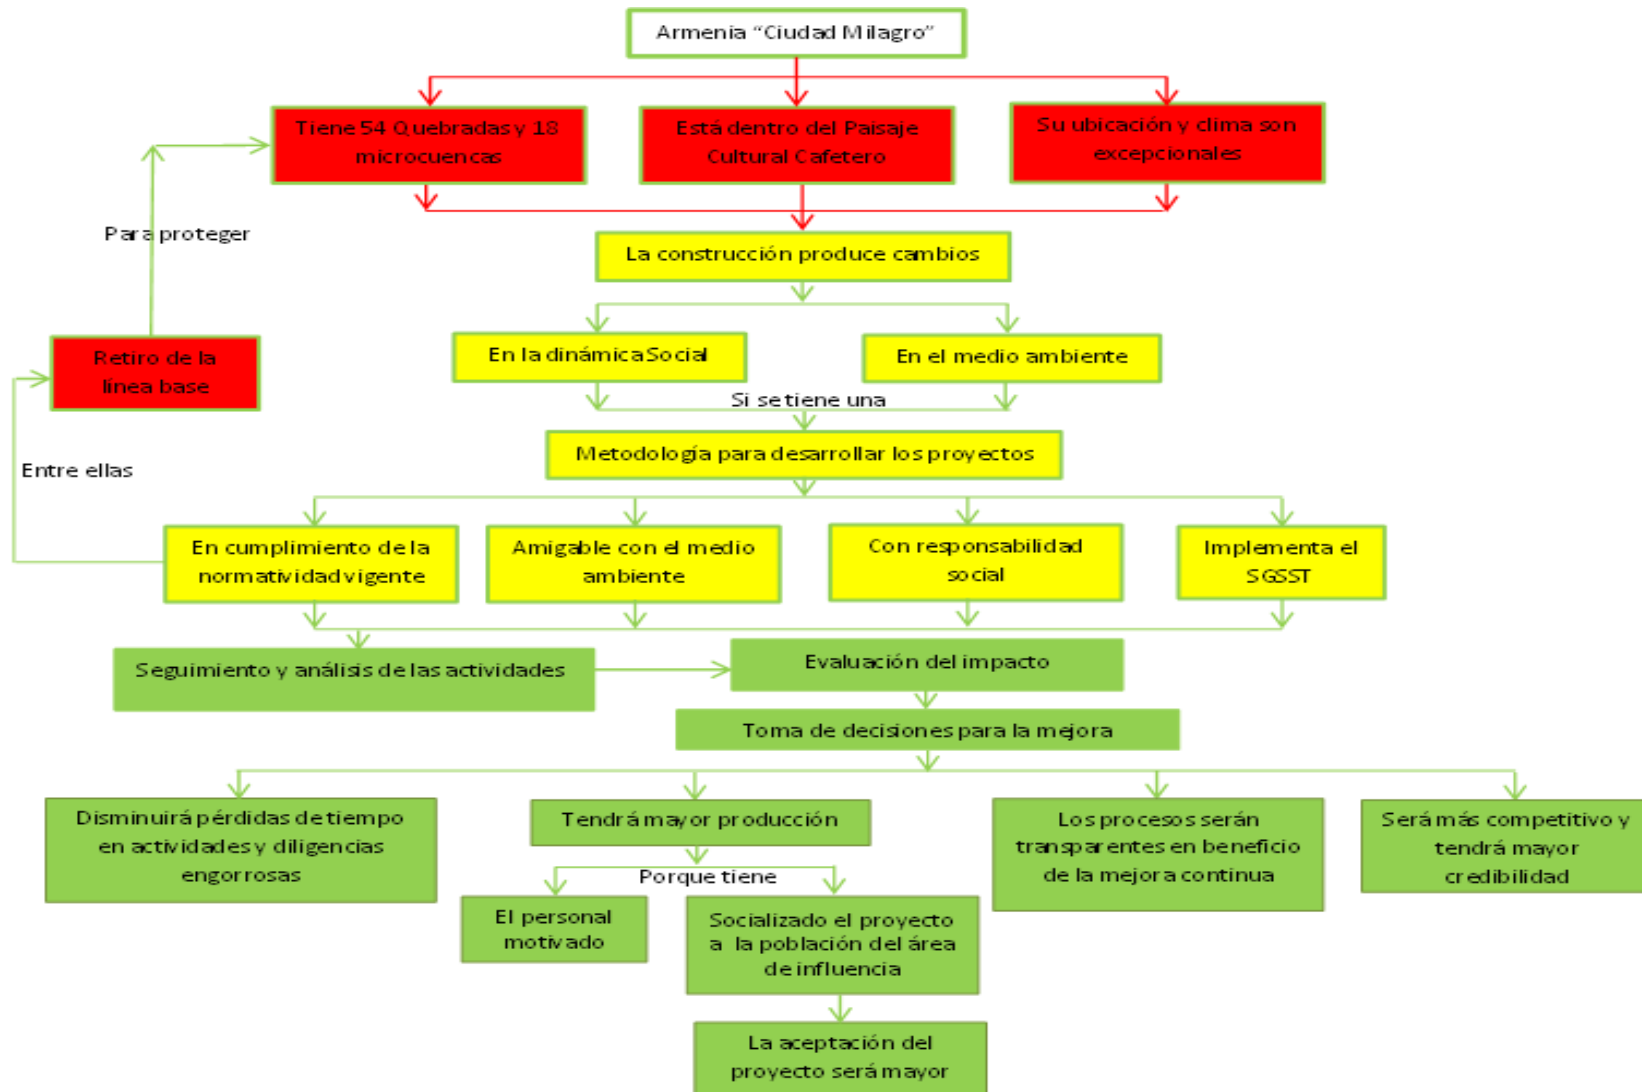 Armenia “Ciudad Milagro”
Tiene 54 Quebradas y 18
microcuencas
Está dentro del Paisaje
Cultural Cafetero
Su ubicación y clima son
excepcionales
Para proteger
La construcción produce cambios
Retiro de la
línea base
En la dinámica Social
En el medio ambiente
Si se tiene una
Metodología para desarrollar los proyectos
Entre ellas
En cumplimiento de la
normatividad vigente
Amigable con el medio
ambiente
Con responsabilidad
social
Implementa el
SGSST
Seguimiento y análisis de las actividades
Evaluación del impacto
Toma de decisiones para la mejora
Disminuirá pérdidas de tiempo
en actividades y diligencias
engorrosas
Tendrá mayor producción
Los procesos serán
transparentes en beneficio
de la mejora continua
Será más competitivo y
tendrá mayor
credibilidad
Porque tiene
El personal
motivado
Socializado el proyecto
a la población del área
de influencia
La aceptación del
proyecto será mayor